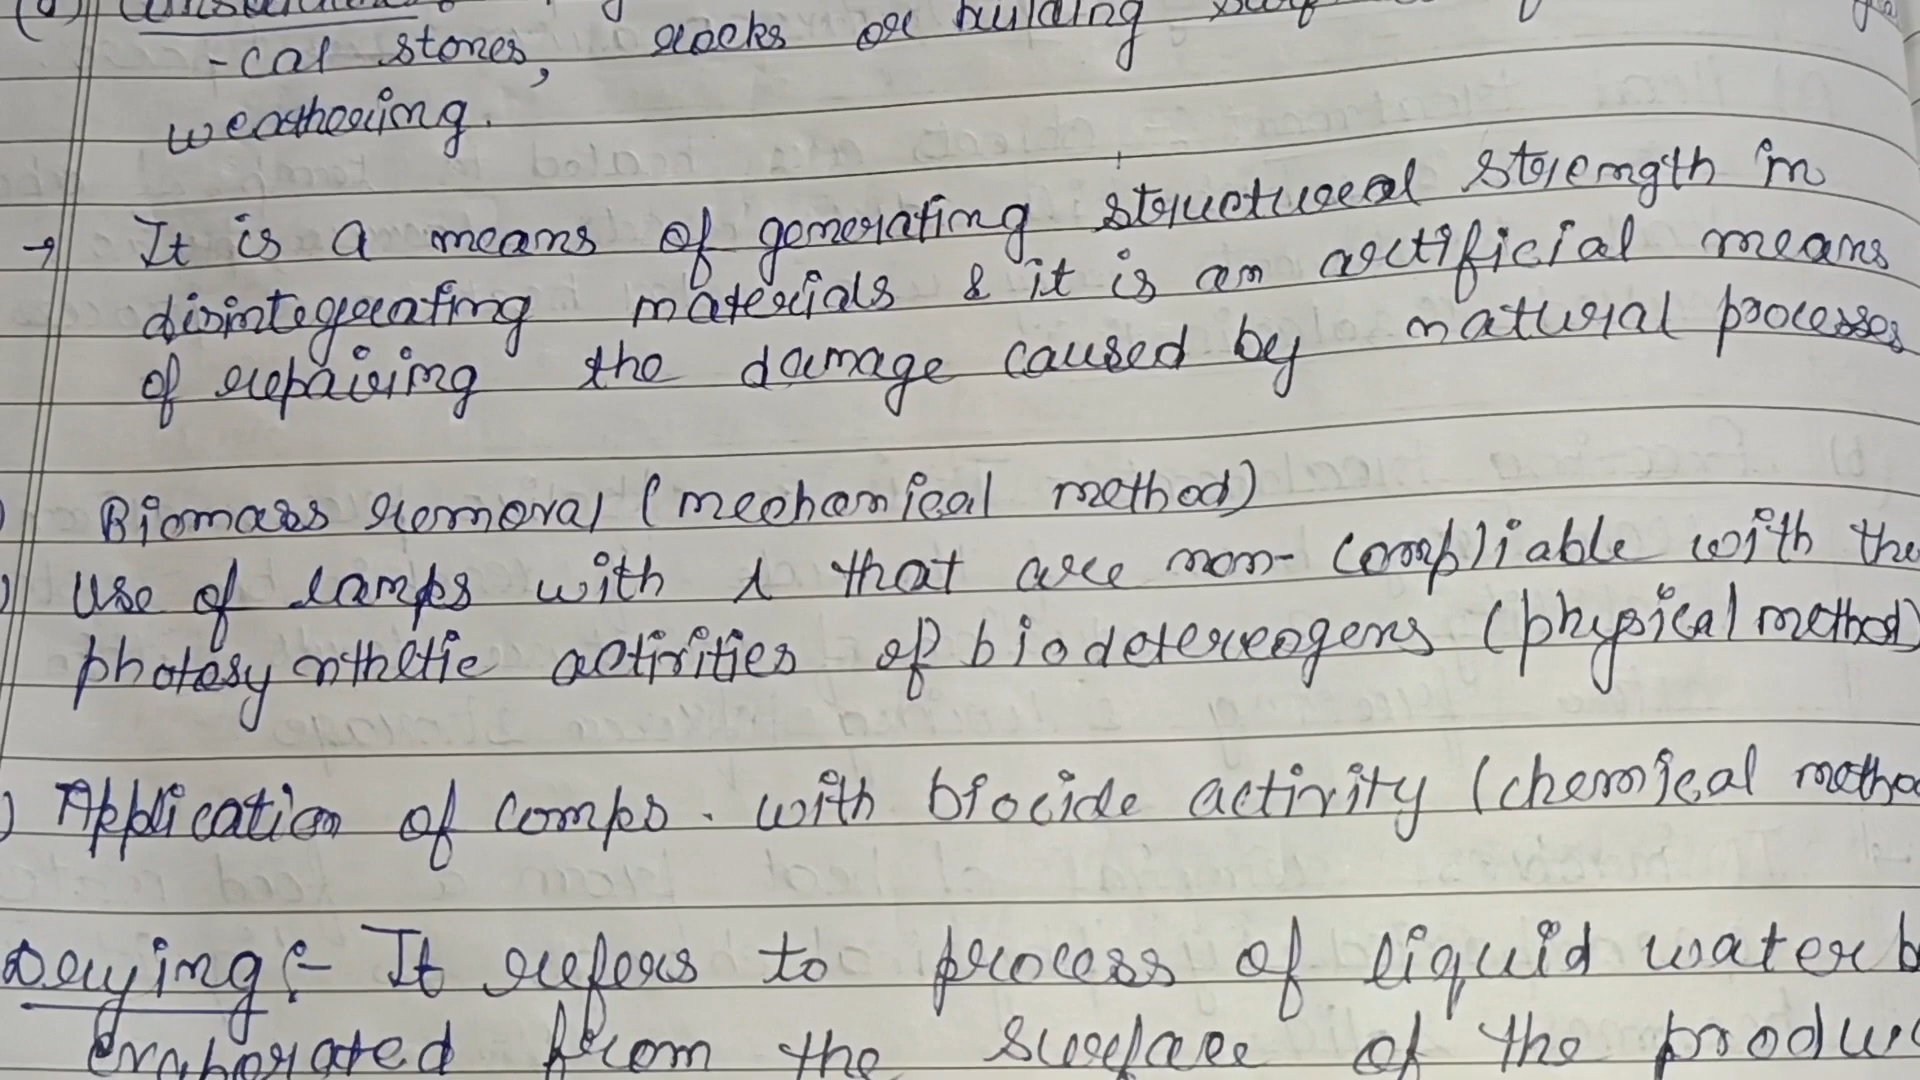 -cal stones, rocks or building
weathering.
→ It is a means of generating structural strength in
disintegrating materials & it is an artificial means
of repairing the damage caused by natural processes
Biomass removal (mechanical method)
) Use of lamps with λ that are non-compliable with the
photosynthetic activities of biodetereogens (physical method)
) Application of comps. with biocide activity (chemical metho
Drying :- It refers to process of liquid water b
evaporated from the surface of the produc